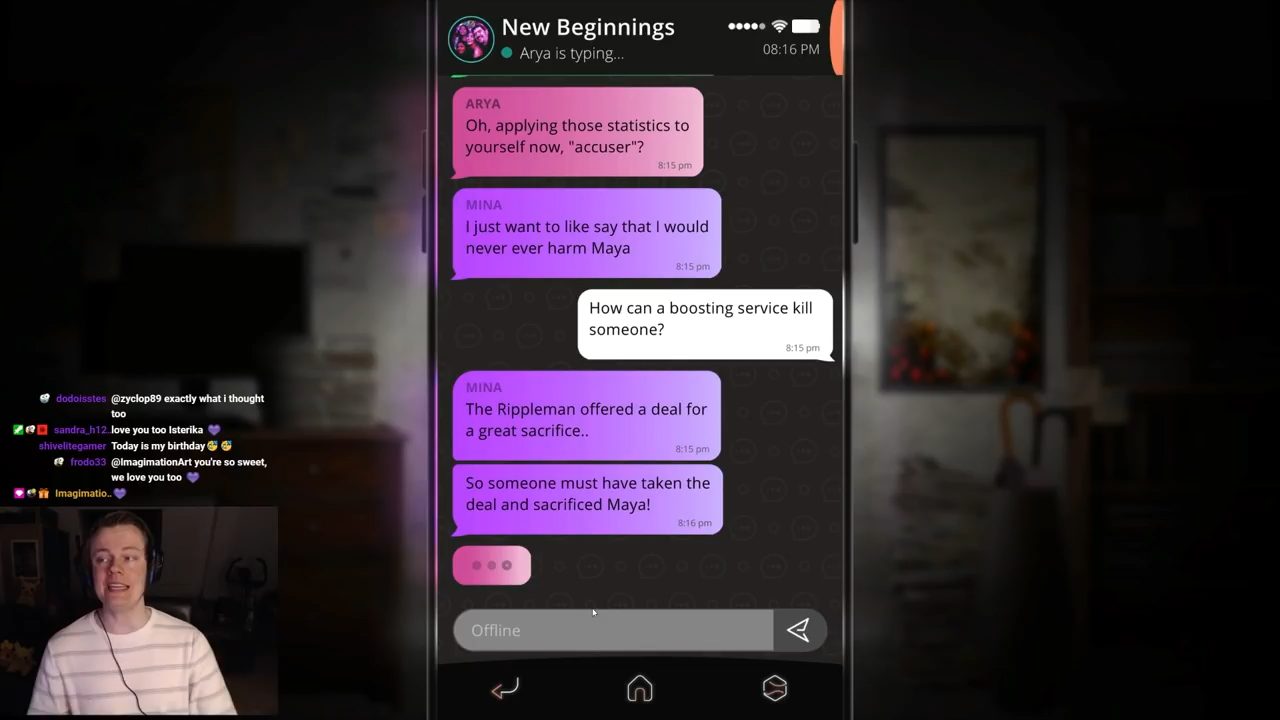 New Beginnings
Arya is typing...
08:16 PM
ARYA
Oh, applying those statistics to
yourself now, "accuser"?
8:15 pm
MINA
I just want to like say that I would
never ever harm Maya
8:15 pm
How can a boosting service kill
someone?
8:15 pm
MINA
The Rippleman offered a deal for
a great sacrifice..
8:15 pm
So someone must have taken the
deal and sacrificed Maya!
8:16 pm
Offline
dodoisstes @zyclop89 exactly what i thought
too
sandra_h12.. love you too Isterika
shivelitegamer Today is my birthday
frodo33 @ImaginationArt you're so sweet,
we love you too
Imaginatio..